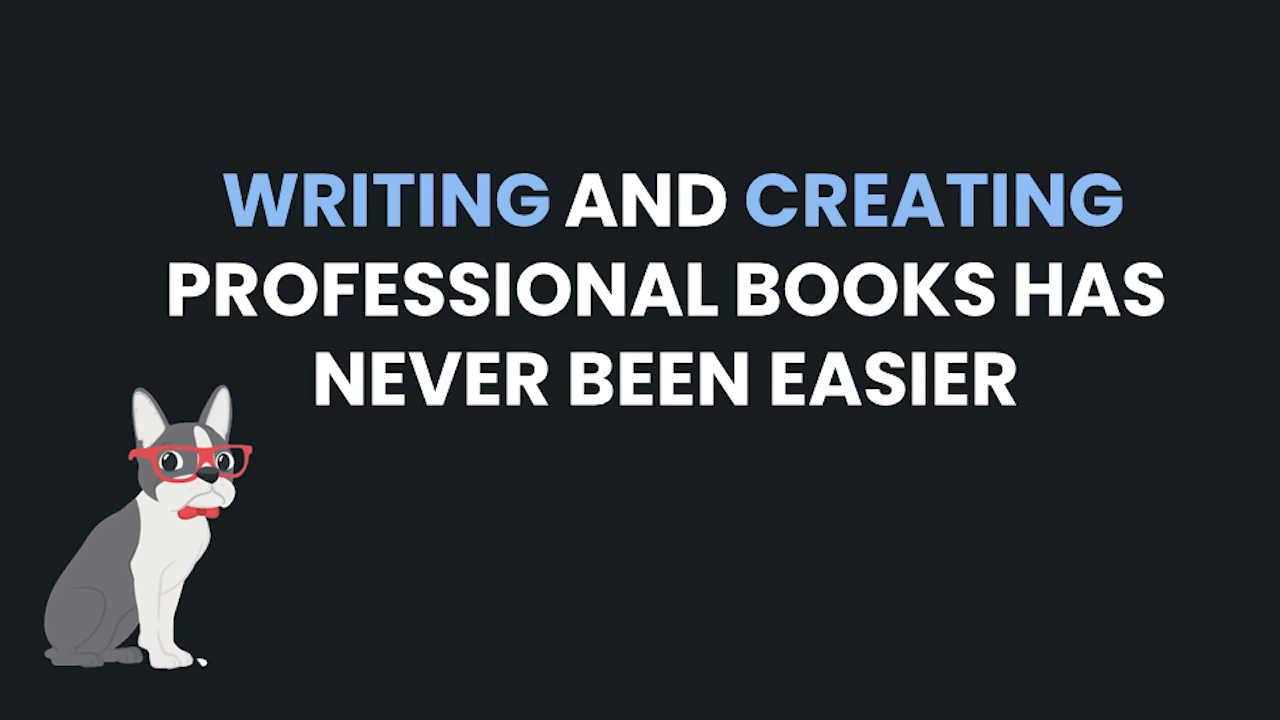 WRITING AND CREATING
PROFESSIONAL BOOKS HAS
NEVER BEEN EASIER